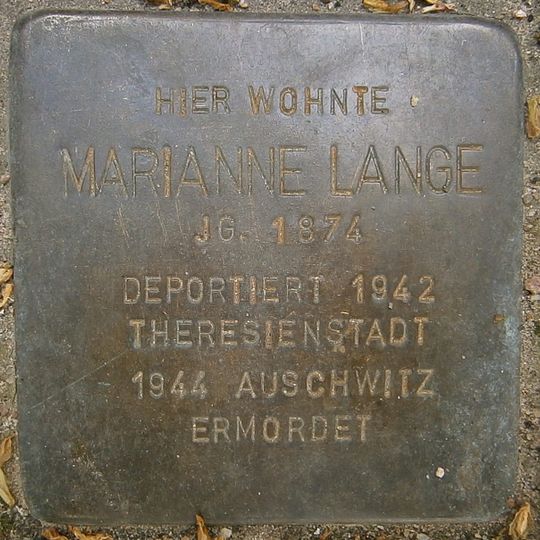 HIER WOHNTE
MARIANNE LANGE
JG. 1874
DEPORTIERT 1942
THERESIENSTADT
1944 AUSCHWITZ
ERMORDET